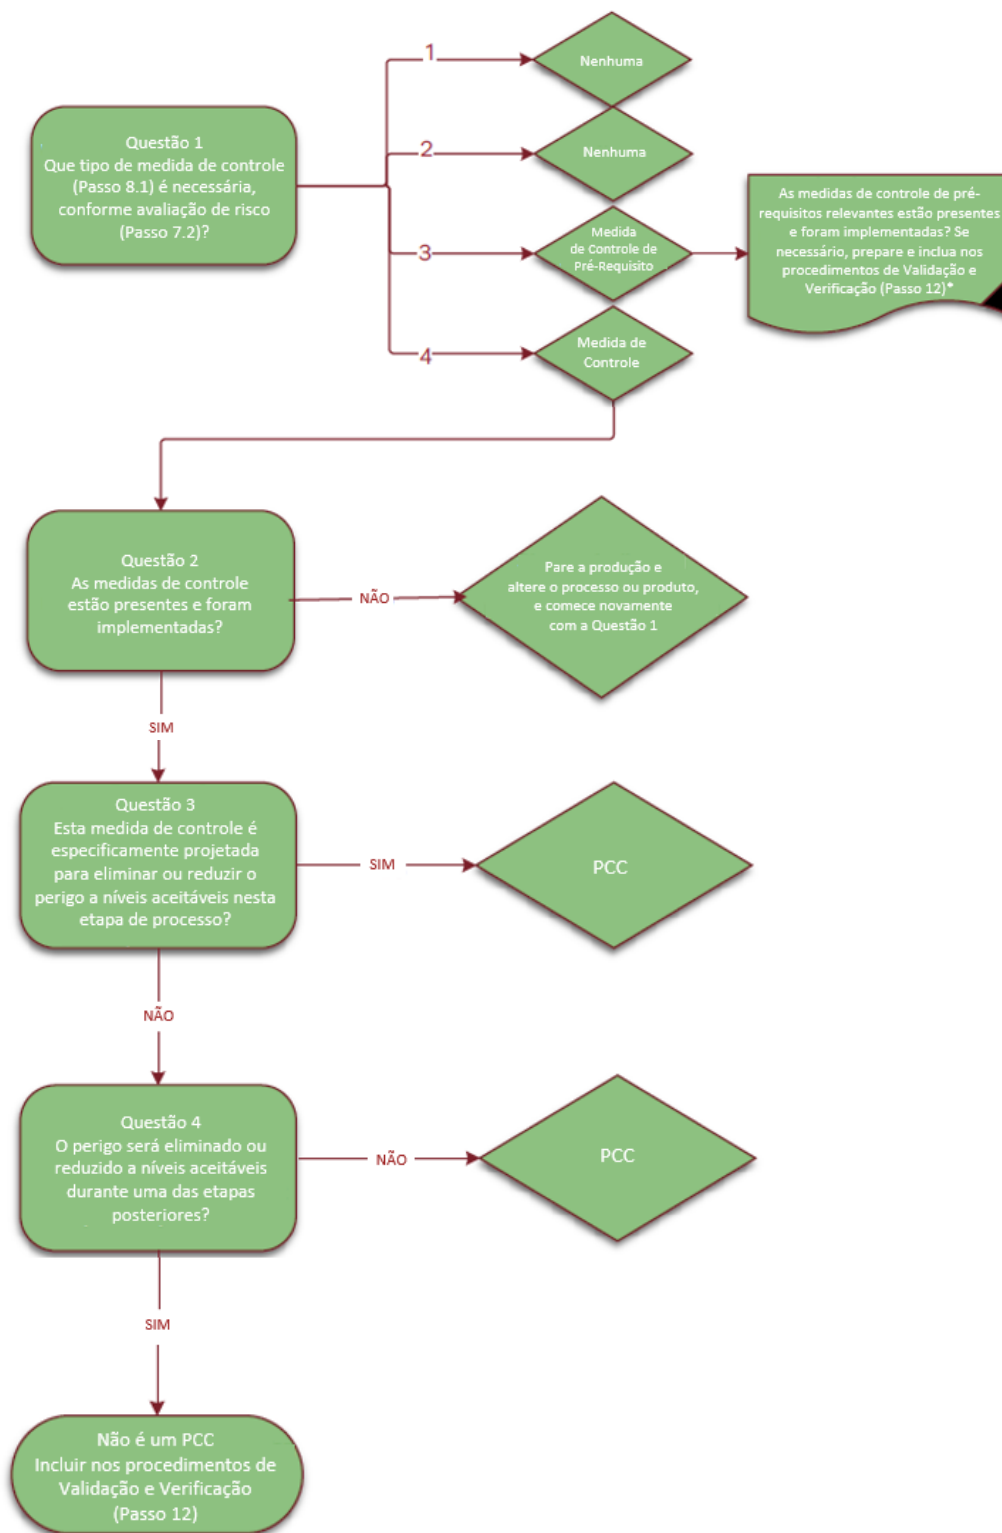 1
Nenhuma
Questão 1
Que tipo de medida de controle
(Passo 8.1) é necessária,
conforme avaliação de risco
(Passo 7.2)?
2
Nenhuma
3
Medida
de Controle de
Pré-Requisito
As medidas de controle de pré-
requisitos relevantes estão presentes
e foram implementadas? Se
necessário, prepare e inclua nos
procedimentos de Validação e
Verificação (Passo 12)*
4
Medida de
Controle
Questão 2
As medidas de controle
estão presentes e foram
implementadas?
NÃO
Pare a produção e
altere o processo ou produto,
e comece novamente
com a Questão 1
SIM
Questão 3
Esta medida de controle é
especificamente projetada
para eliminar ou reduzir o
perigo a níveis aceitáveis nesta
etapa de processo?
SIM
PCC
NÃO
Questão 4
O perigo será eliminado ou
reduzido a níveis aceitáveis
durante uma das etapas
posteriores?
NÃO
PCC
SIM
Não é um PCC
Incluir nos procedimentos de
Validação e Verificação
(Passo 12)